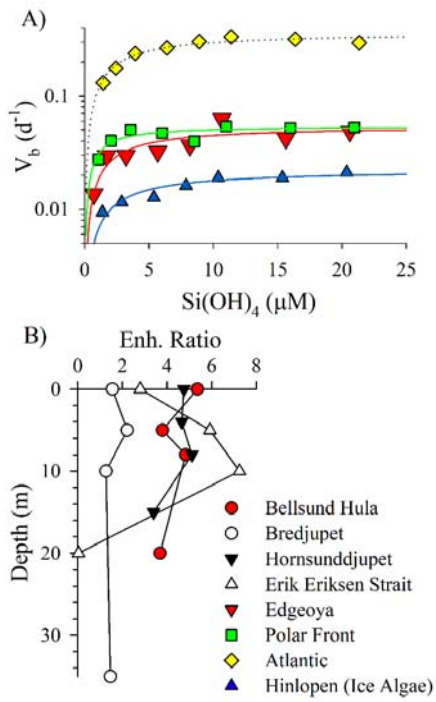 A)
V_b (d⁻¹)
0.1
0.01
0 5 10 15 20 25
Si(OH)₄ (μM)
B)
Enh. Ratio
0 2 4 6 8
Depth (m)
0
10
20
30
Bellsund Hula
Bredjupet
Hornsunddjupet
Erik Eriksen Strait
Edgeoya
Polar Front
Atlantic
Hinlopen (Ice Algae)